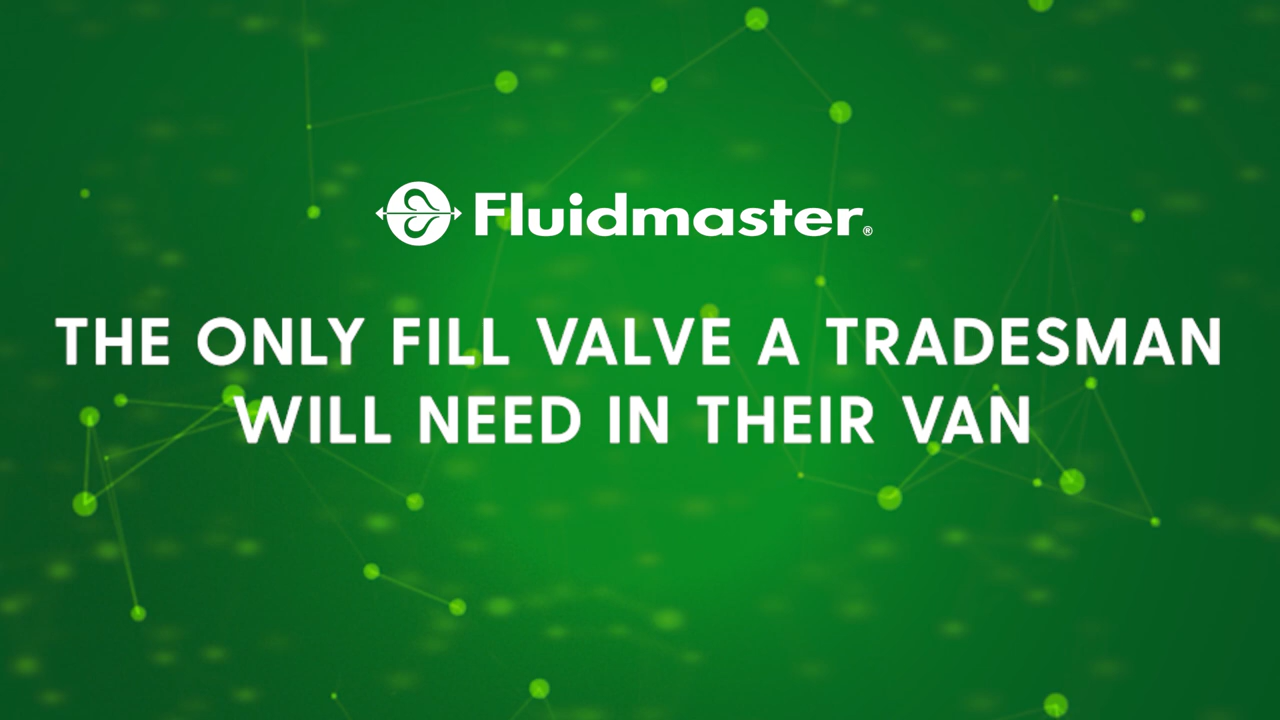 Fluidmaster®
THE ONLY FILL VALVE A TRADESMAN
WILL NEED IN THEIR VAN